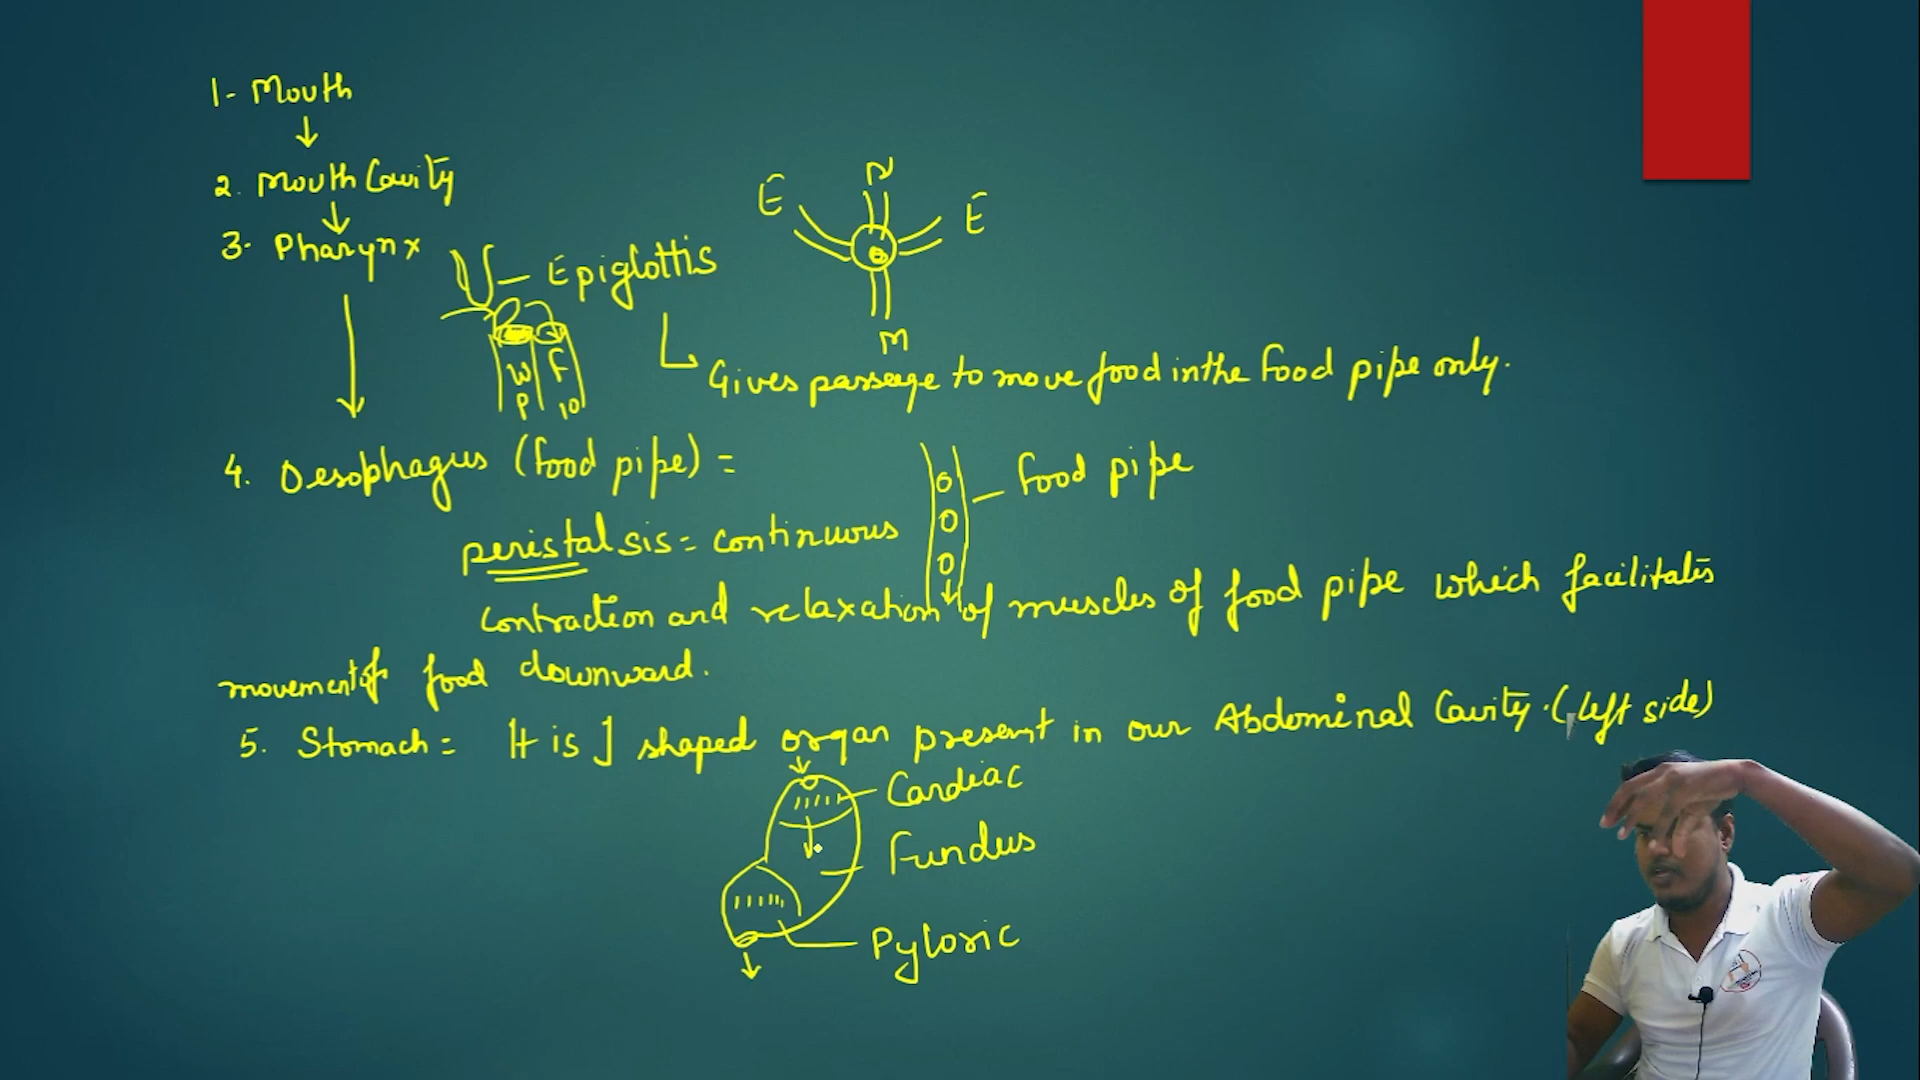 1- Mouth
2. Mouth Cavity
3- Pharynx
Epiglottis
E
N
E
M
W F
P 10
Gives passage to move food in the food pipe only.
4. Oesophagus (food pipe) =
food pipe
peristalsis = continuous
contraction and relaxation of muscles of food pipe which facilitates
movement of food downward.
5. Stomach = It is J shaped organ present in our Abdominal Cavity. (left side)
Cardiac
Fundus
Pyloric